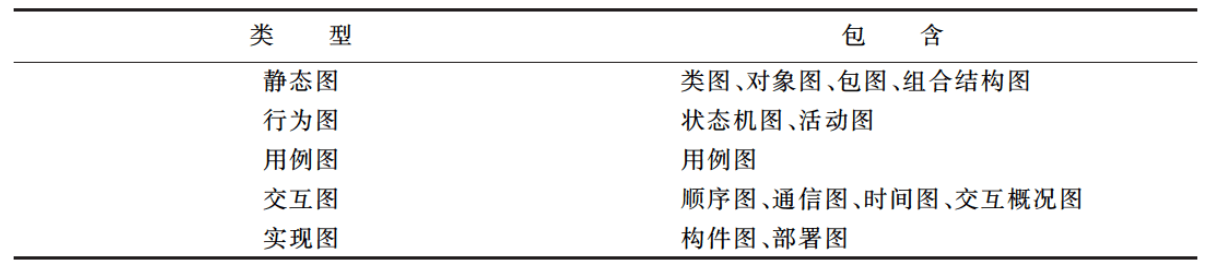 类 型 包 含
静态图 类图、对象图、包图、组合结构图
行为图 状态机图、活动图
用例图 用例图
交互图 顺序图、通信图、时间图、交互概况图
实现图 构件图、部署图